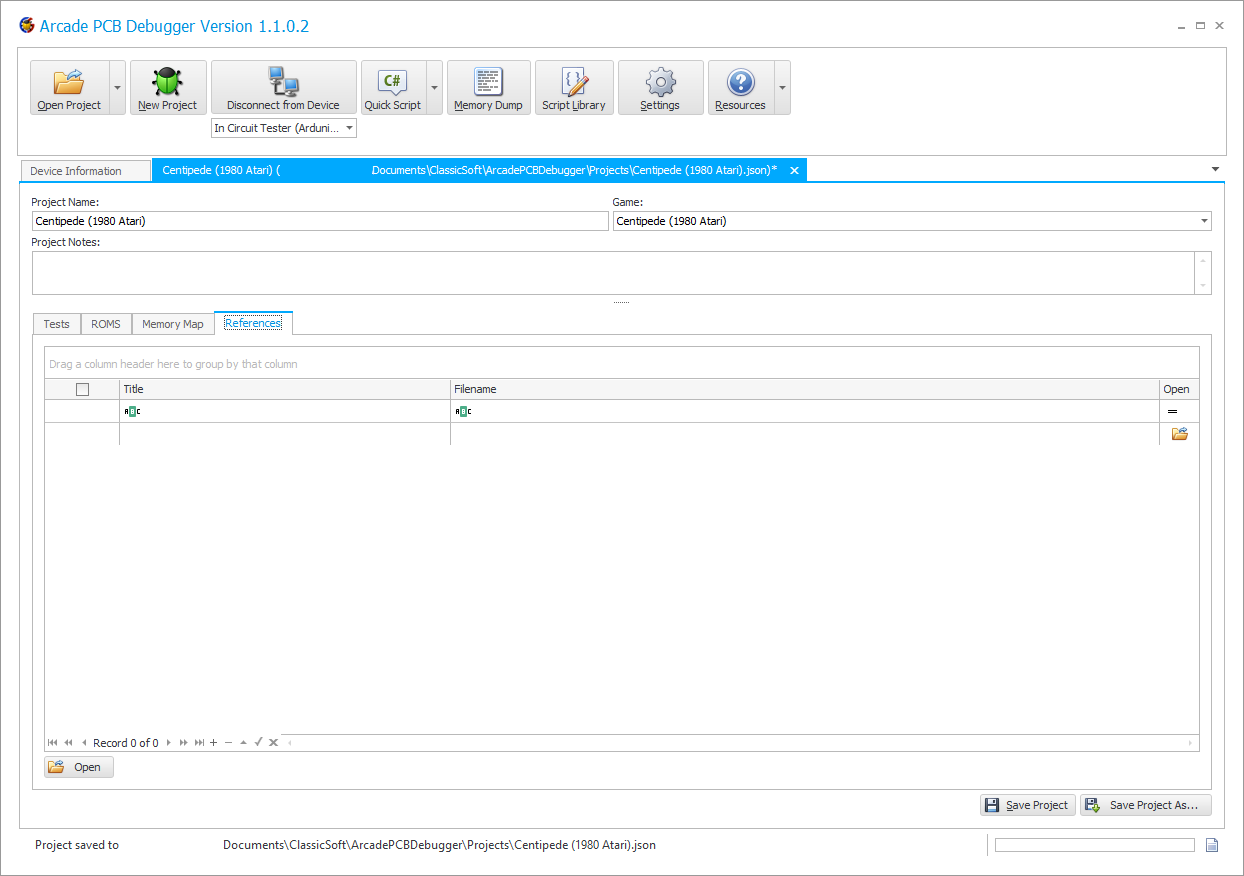 Arcade PCB Debugger Version 1.1.0.2
Open Project
New Project
Disconnect from Device
C#
Quick Script
Memory Dump
Script Library
Settings
Resources
In Circuit Tester (Arduni...
Device Information
Centipede (1980 Atari) ( Documents\ClassicSoft\ArcadePCBDebugger\Projects\Centipede (1980 Atari).json)*
Project Name:
Game:
Centipede (1980 Atari)
Centipede (1980 Atari)
Project Notes:
Tests
ROMS
Memory Map
References
Drag a column header here to group by that column
Title
Filename
Open
ABC
ABC
=
Record 0 of 0
Open
Save Project
Save Project As...
Project saved to Documents\ClassicSoft\ArcadePCBDebugger\Projects\Centipede (1980 Atari).json